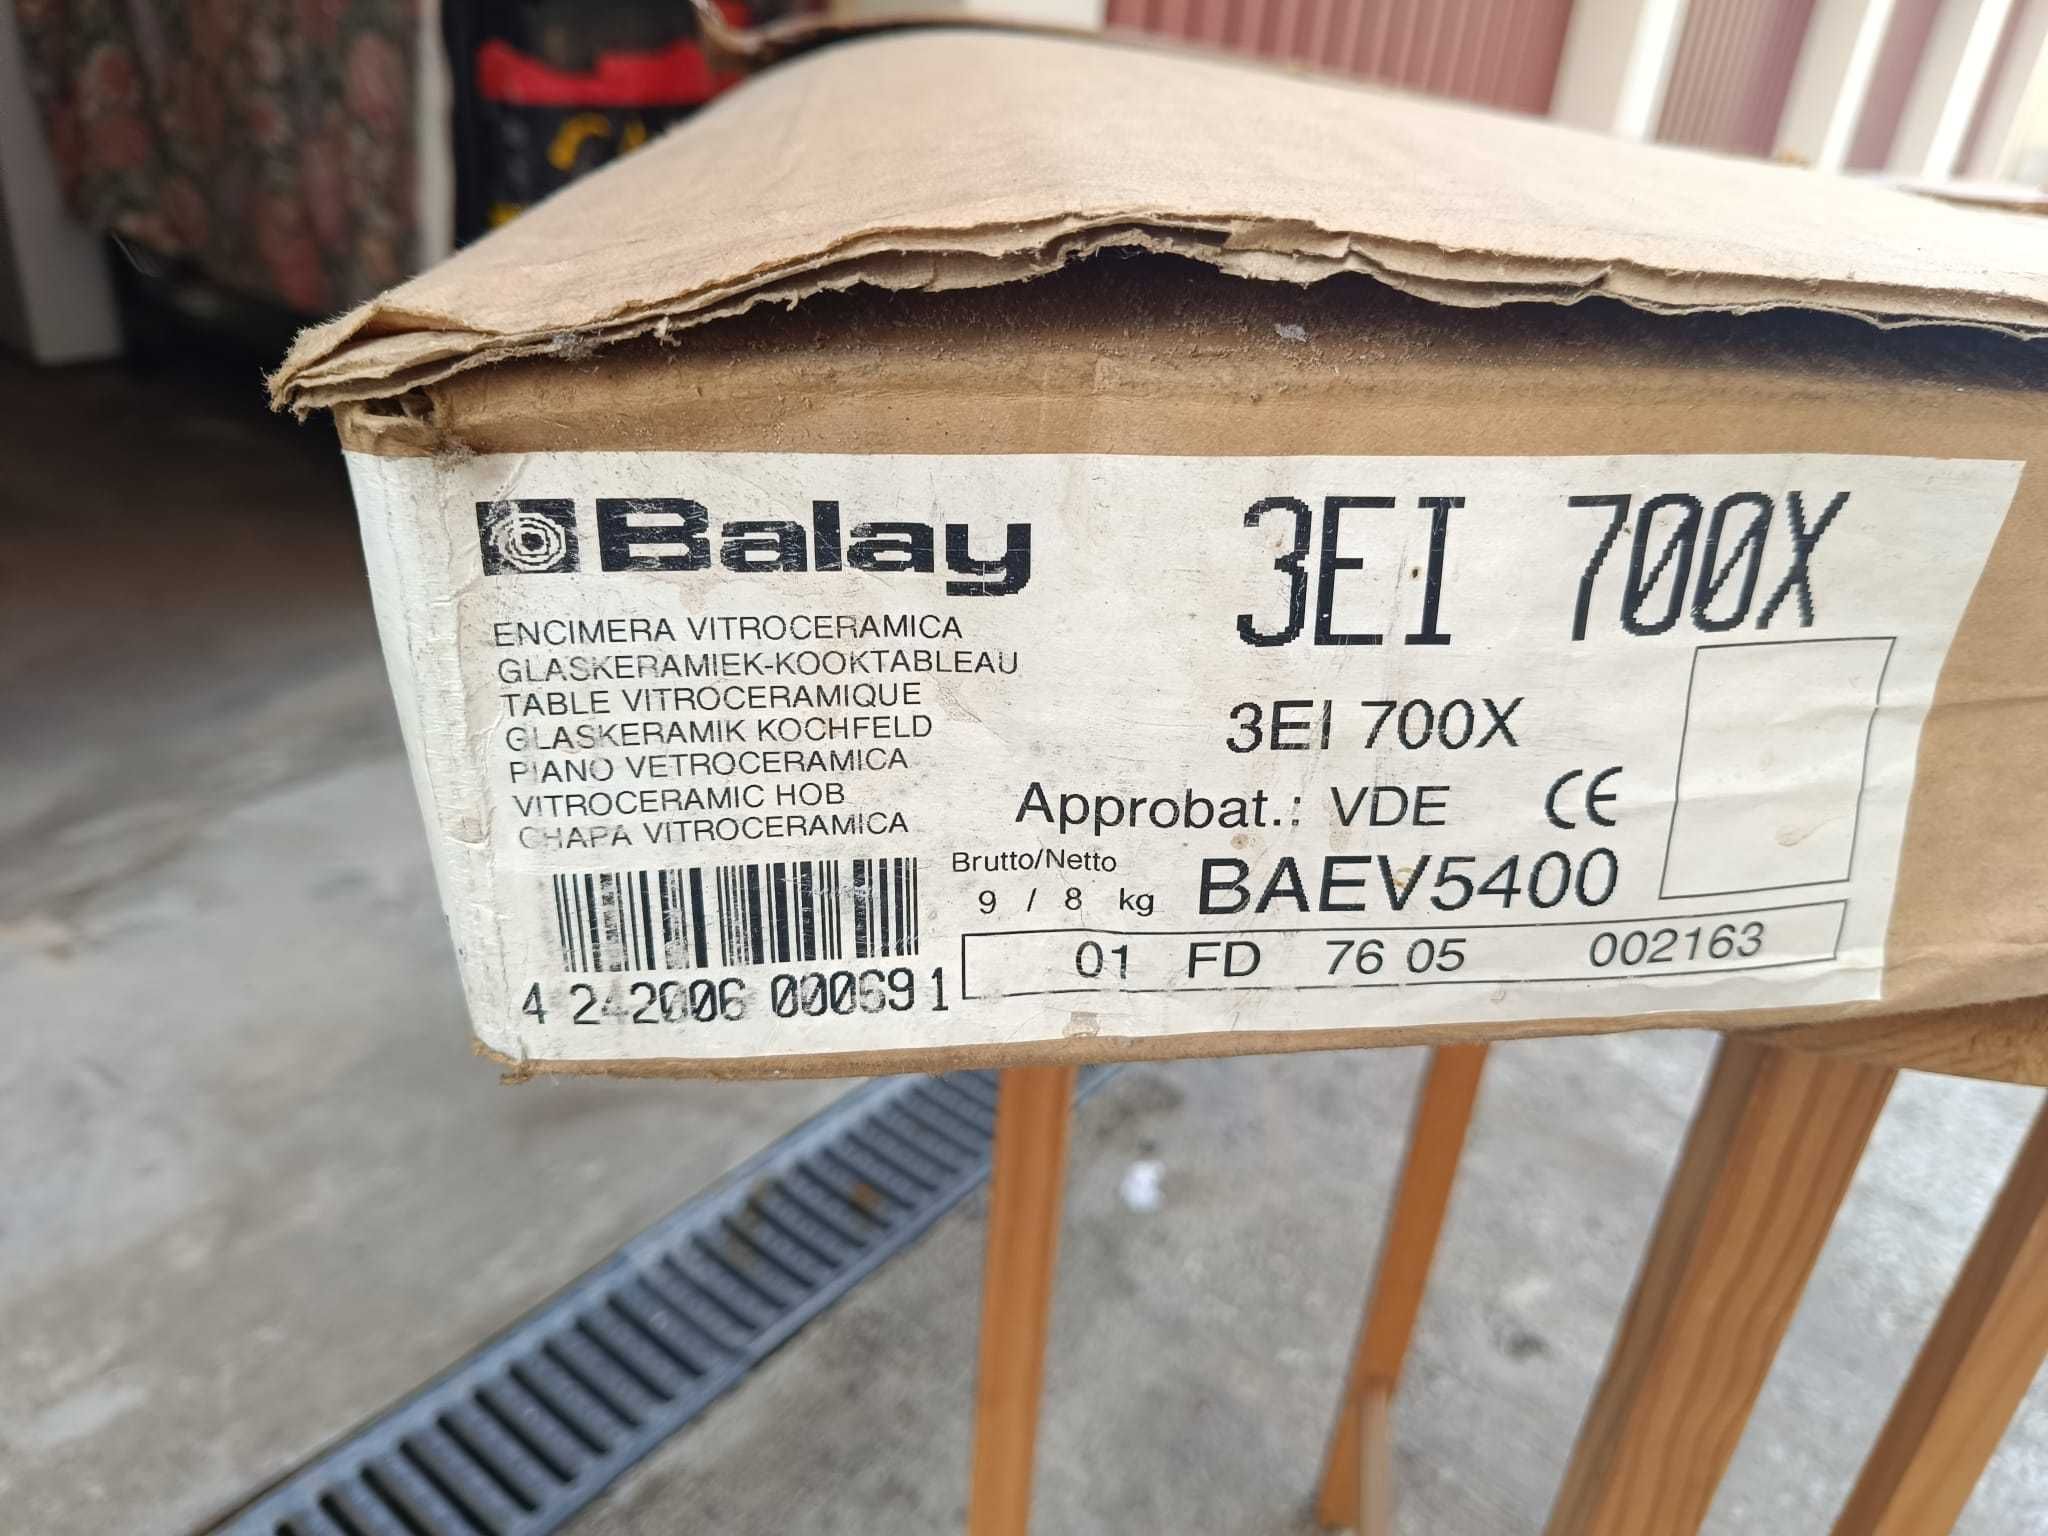 Balay
3EI 700X
ENCIMERA VITROCERAMICA
GLASKERAMIEK-KOOKTABLEAU
TABLE VITROCERAMIQUE
GLASKERAMIK KOCHFELD
PIANO VETROCERAMICA
VITROCERAMIC HOB
CHAPA VITROCERAMICA
3EI 700X
Approbat.: VDE CE
Brutto/Netto
9 / 8 kg
BAEV5400
01 FD 76 05 002163
4 242006 000691